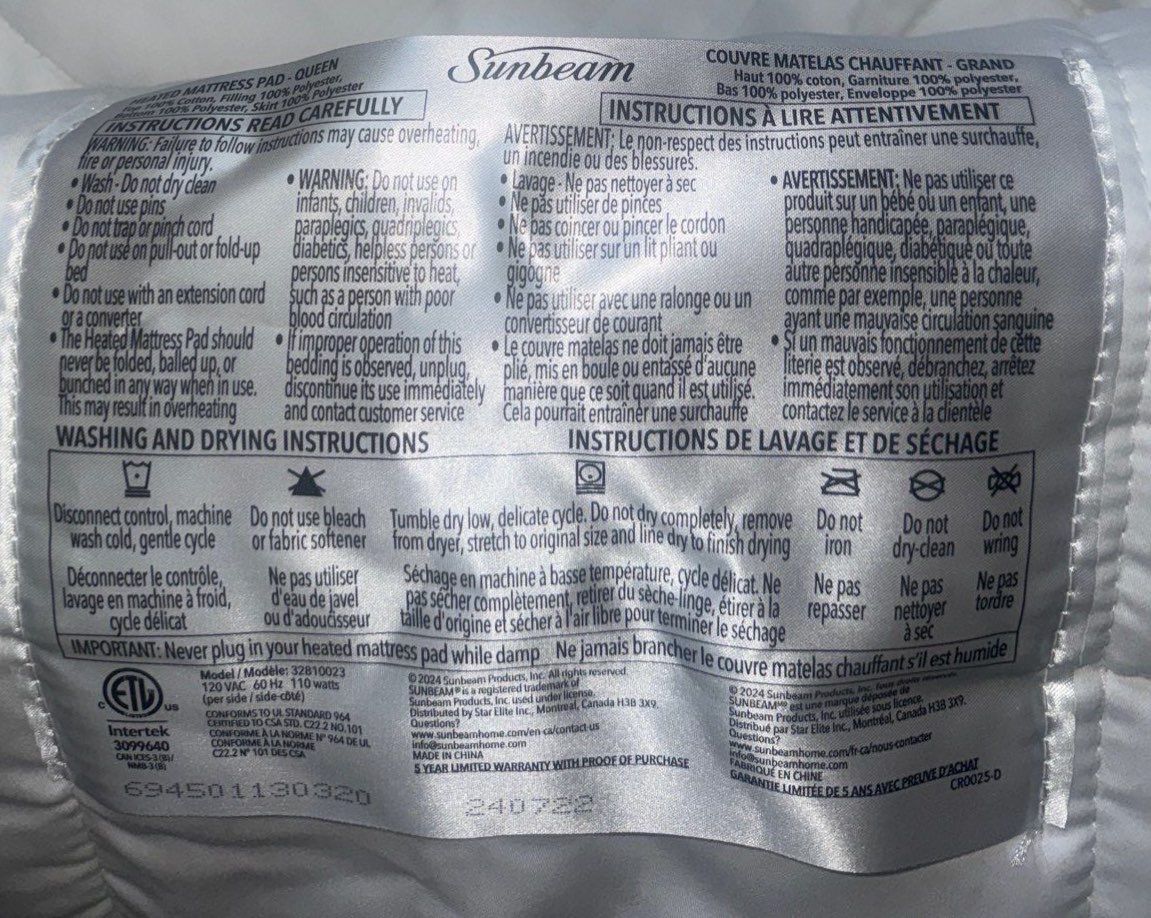 Sunbeam
HEATED MATTRESS PAD - QUEEN
100% Cotton, Filling 100% Polyester,
100% Polyester, Skirt 100% Polyester
INSTRUCTIONS READ CAREFULLY
WARNING: Failure to follow instructions may cause overheating,
fire or personal injury.
• Wash - Do not dry clean
• Do not use pins
• Do not trap or pinch cord
• Do not use on pull-out or fold-up
bed
• Do not use with an extension cord
or a converter
• The Heated Mattress Pad should
never be folded, balled up, or
bunched in any way when in use.
This may result in overheating
• WARNING: Do not use on
infants, children, invalids,
paraplegics, quadriplegics,
diabetics, helpless persons or
persons insensitive to heat,
such as a person with poor
blood circulation
• If improper operation of this
bedding is observed, unplug,
discontinue its use immediately
and contact customer service
COUVRE MATELAS CHAUFFANT - GRAND
Haut 100% coton, Garniture 100% polyester,
Bas 100% polyester, Enveloppe 100% polyester
INSTRUCTIONS À LIRE ATTENTIVEMENT
AVERTISSEMENT; Le non-respect des instructions peut entraîner une surchauffe,
un incendie ou des blessures.
• Lavage - Ne pas nettoyer à sec
• Ne pas utiliser de pinces
• Ne pas coincer ou pincer le cordon
• Ne pas utiliser sur un lit pliant ou
gigogne
• Ne pas utiliser avec une ralonge ou un
convertisseur de courant
• Le couvre matelas ne doit jamais être
plié, mis en boule ou entassé d'aucune
manière que ce soit quand il est utilisé.
Cela pourrait entraîner une surchauffe
• AVERTISSEMENT: Ne pas utiliser ce
produit sur un bébé ou un enfant, une
personne handicapée, paraplégique,
quadraplégique, diabétique ou toute
autre personne insensible à la chaleur,
comme par exemple, une personne
ayant une mauvaise circulation sanguine
• Si un mauvais fonctionnement de cette
literie est observé, débranchez, arrêtez
immédiatement son utilisation et
contactez le service à la clientèle
WASHING AND DRYING INSTRUCTIONS
INSTRUCTIONS DE LAVAGE ET DE SÉCHAGE
Disconnect control, machine
wash cold, gentle cycle
Do not use bleach
or fabric softener
Tumble dry low, delicate cycle. Do not dry completely, remove
from dryer, stretch to original size and line dry to finish drying
Do not
iron
Do not
dry-clean
Do not
wring
Déconnecter le contrôle,
lavage en machine à froid,
cycle délicat
Ne pas utiliser
d'eau de javel
ou d'adoucisseur
Séchage en machine à basse température, cycle délicat. Ne
pas sécher complètement, retirer du sèche-linge, étirer à la
taille d'origine et sécher à l'air libre pour terminer le séchage
Ne pas
repasser
Ne pas
nettoyer
à sec
Ne pas
tordre
IMPORTANT: Never plug in your heated mattress pad while damp Ne jamais brancher le couvre matelas chauffant s'il est humide
c ETL us
Intertek
3099640
CAN ICES-3 (B)/
NMB-3 (B)
Model / Modèle: 32810023
120 VAC 60 Hz 110 watts
(per side / side-côté)
CONFORMS TO UL STANDARD 964
CERTIFIED TO CSA STD. C22.2 NO.101
CONFORME À LA NORME N° 964 DE UL
CONFORME À LA NORME
C22.2 N° 101 DES CSA
© 2024 Sunbeam Products, Inc. All rights reserved.
SUNBEAM® is a registered trademark of
Sunbeam Products, Inc. used under license.
Distributed by Star Elite Inc., Montreal, Canada H3B 3X9.
Questions?
www.sunbeamhome.com/en-ca/contact-us
info@sunbeamhome.com
MADE IN CHINA
5 YEAR LIMITED WARRANTY WITH PROOF OF PURCHASE
© 2024 Sunbeam Products, Inc. Tous droits réservés.
SUNBEAM est une marque déposée de
Sunbeam Products, Inc. utilisée sous licence.
Distribué par Star Elite Inc., Montréal, Canada H3B 3X9.
Questions?
www.sunbeamhome.com/fr-ca/nous-contacter
info@sunbeamhome.com
FABRIQUÉ EN CHINE
GARANTIE LIMITÉE DE 5 ANS AVEC PREUVE D'ACHAT
CR0025-D
694501130320
240722